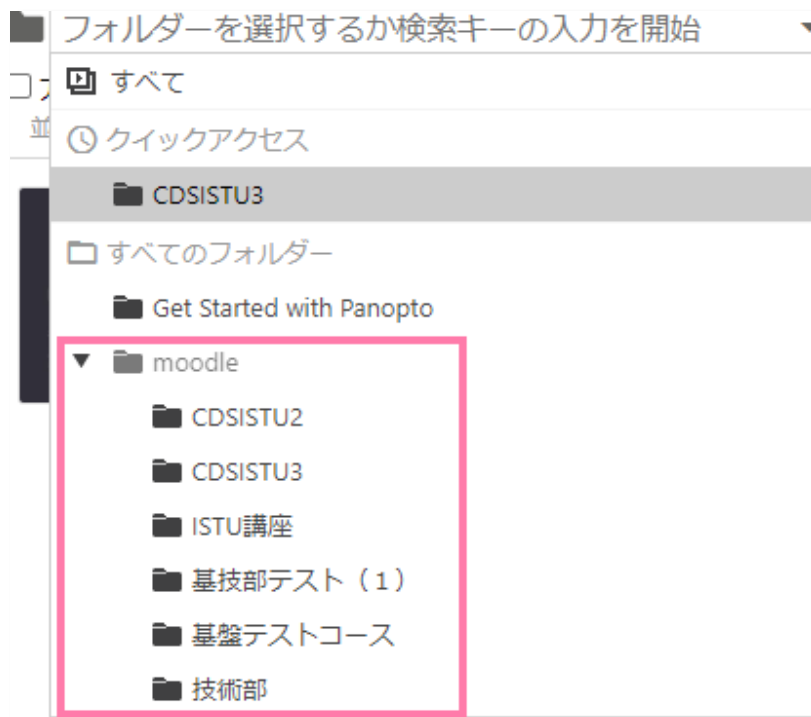 フォルダーを選択するか検索キーの入力を開始
すべて
並
クイックアクセス
CDSISTU3
すべてのフォルダー
Get Started with Panopto
moodle
CDSISTU2
CDSISTU3
ISTU講座
基技部テスト（１）
基盤テストコース
技術部